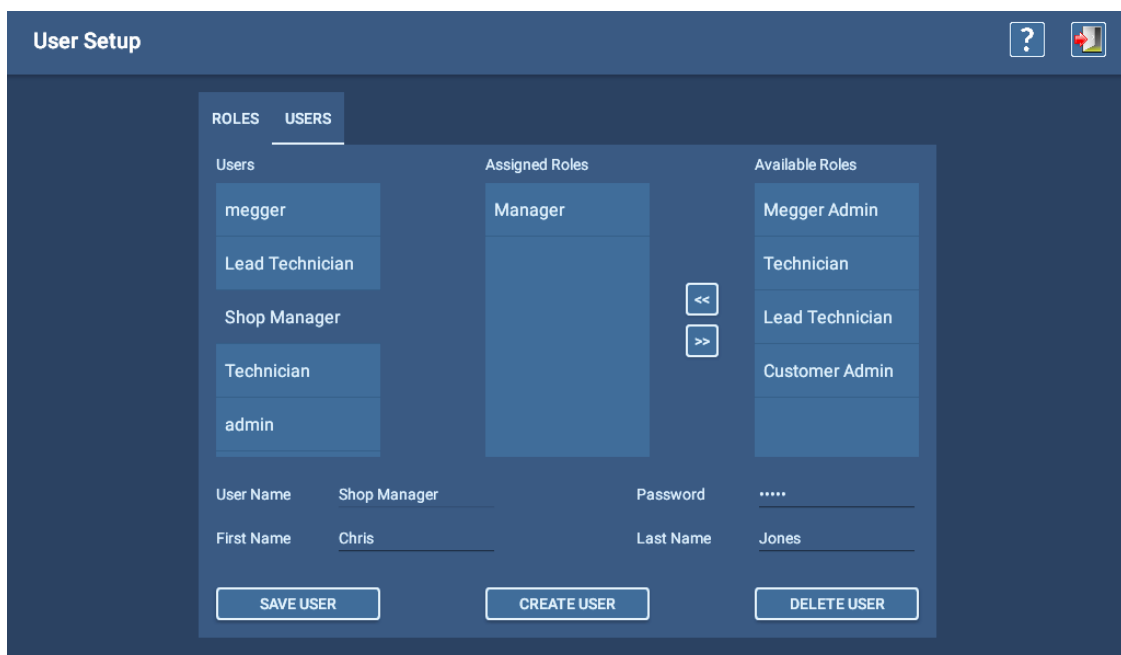 User Setup ?
ROLES USERS
Users Assigned Roles Available Roles
megger Manager Megger Admin
Lead Technician Technician
<<
Shop Manager Lead Technician
>>
Technician Customer Admin
admin
User Name Shop Manager Password •••••
First Name Chris Last Name Jones
SAVE USER CREATE USER DELETE USER